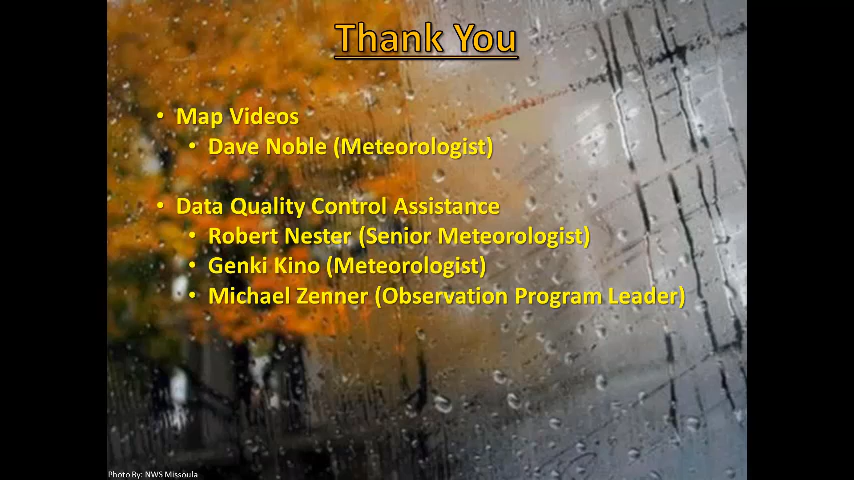 Thank You
• Map Videos
• Dave Noble (Meteorologist)
• Data Quality Control Assistance
• Robert Nester (Senior Meteorologist)
• Genki Kino (Meteorologist)
• Michael Zenner (Observation Program Leader)
Photo By: NWS Missoula